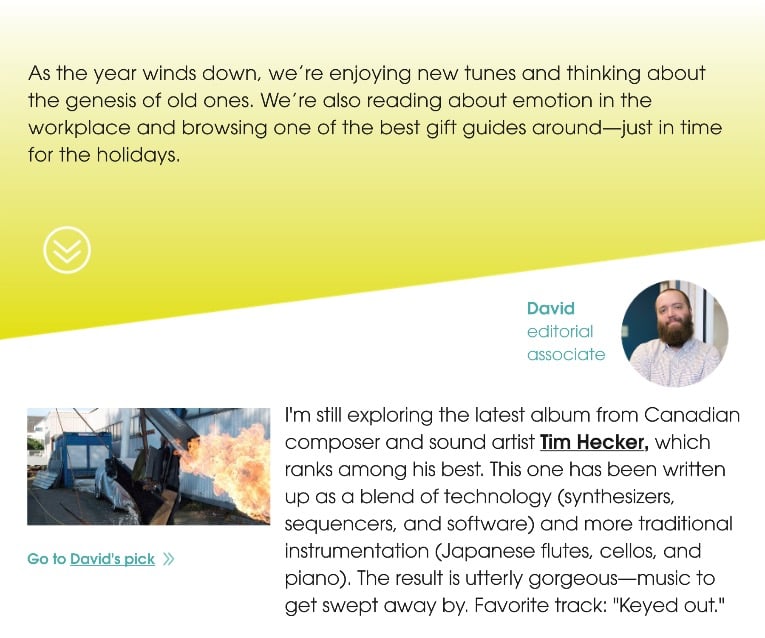 As the year winds down, we're enjoying new tunes and thinking about
the genesis of old ones. We're also reading about emotion in the
workplace and browsing one of the best gift guides around—just in time
for the holidays.
David
editorial
associate
I'm still exploring the latest album from Canadian
composer and sound artist Tim Hecker, which
ranks among his best. This one has been written
up as a blend of technology (synthesizers,
sequencers, and software) and more traditional
instrumentation (Japanese flutes, cellos, and
piano). The result is utterly gorgeous—music to
get swept away by. Favorite track: "Keyed out."
Go to David's pick